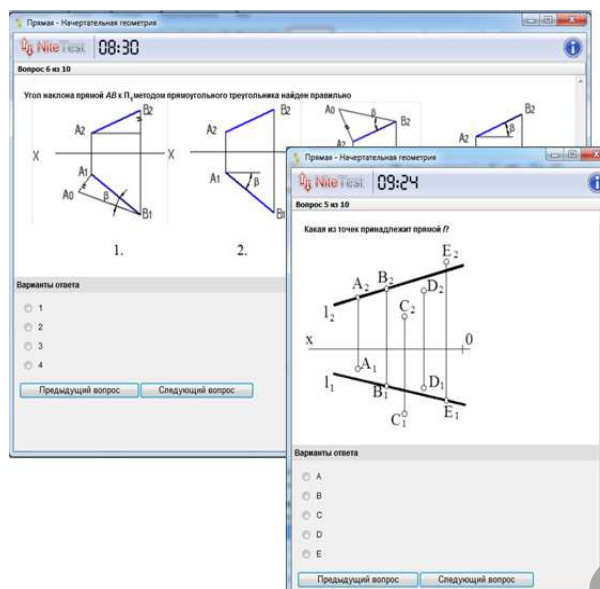 Прямая - Начертательная геометрия
NiteTest 08:30
Вопрос 6 из 10
Угол наклона прямой АВ к П1 методом прямоугольного треугольника найден правильно
A2 B2 X A1 A0 β B1
1.
A2 B2 X A1 β B1
2.
A0 β B2 A2
B2 A2 β
Варианты ответа
1
2
3
4
Предыдущий вопрос Следующий вопрос
Прямая - Начертательная геометрия
NiteTest 09:24
Вопрос 5 из 10
Какая из точек принадлежит прямой l?
E2
A2 B2 D2
C2
l2
x 0
A1
l1 B1 D1
C1 E1
Варианты ответа
A
B
C
D
E
Предыдущий вопрос Следующий вопрос